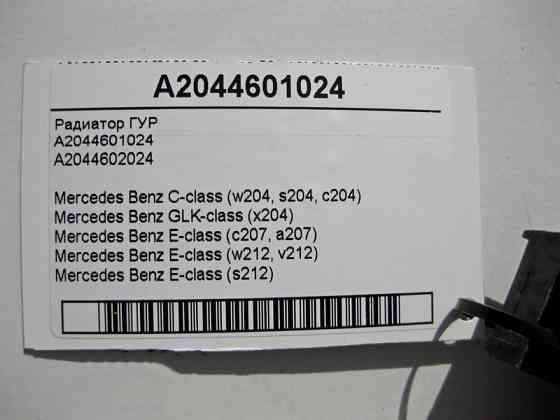 A2044601024
Радиатор ГУР
A2044601024
A2044602024
Mercedes Benz C-class (w204, s204, c204)
Mercedes Benz GLK-class (x204)
Mercedes Benz E-class (c207, a207)
Mercedes Benz E-class (w212, v212)
Mercedes Benz E-class (s212)